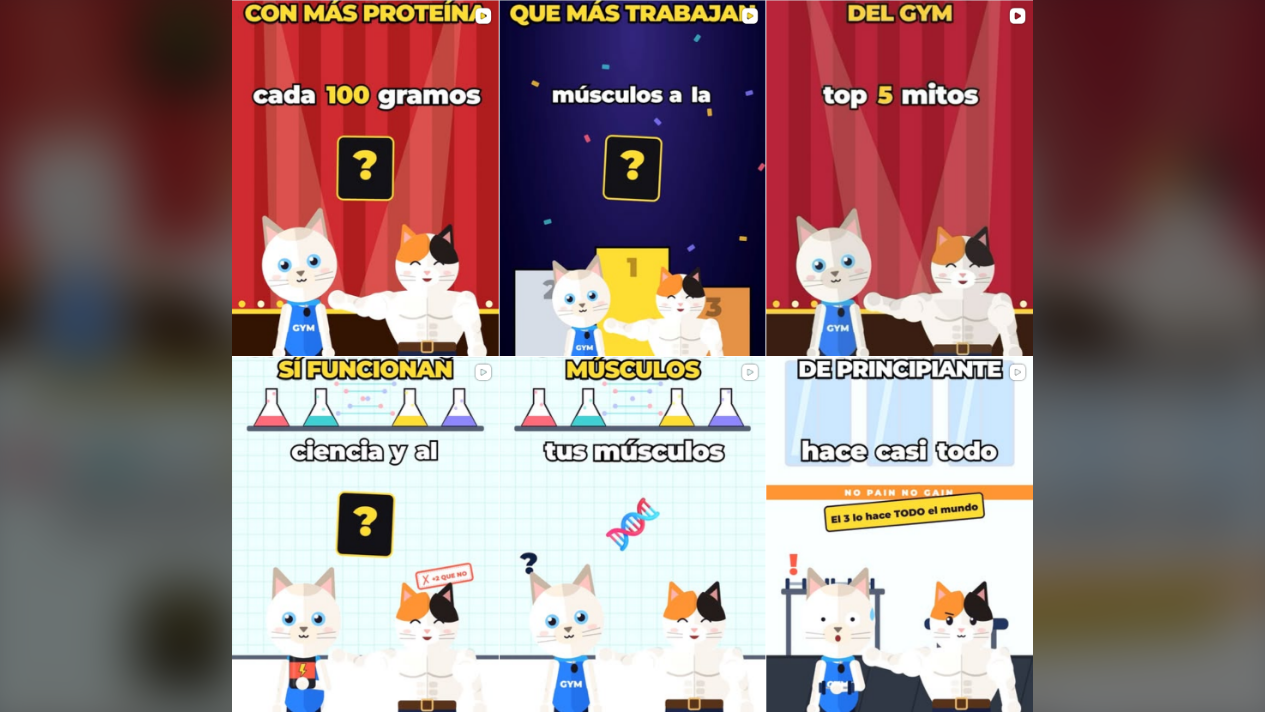 CON MÁS PROTEÍNA
cada 100 gramos
?
GYM
QUE MÁS TRABAJAN
músculos a la
?
1
2
3
GYM
DEL GYM
top 5 mitos
GYM
SÍ FUNCIONAN
ciencia y al
?
X +2 QUE NO
MÚSCULOS
tus músculos
?
GYM
DE PRINCIPIANTE
hace casi todo
NO PAIN NO GAIN
El 3 lo hace TODO el mundo
!
GYM